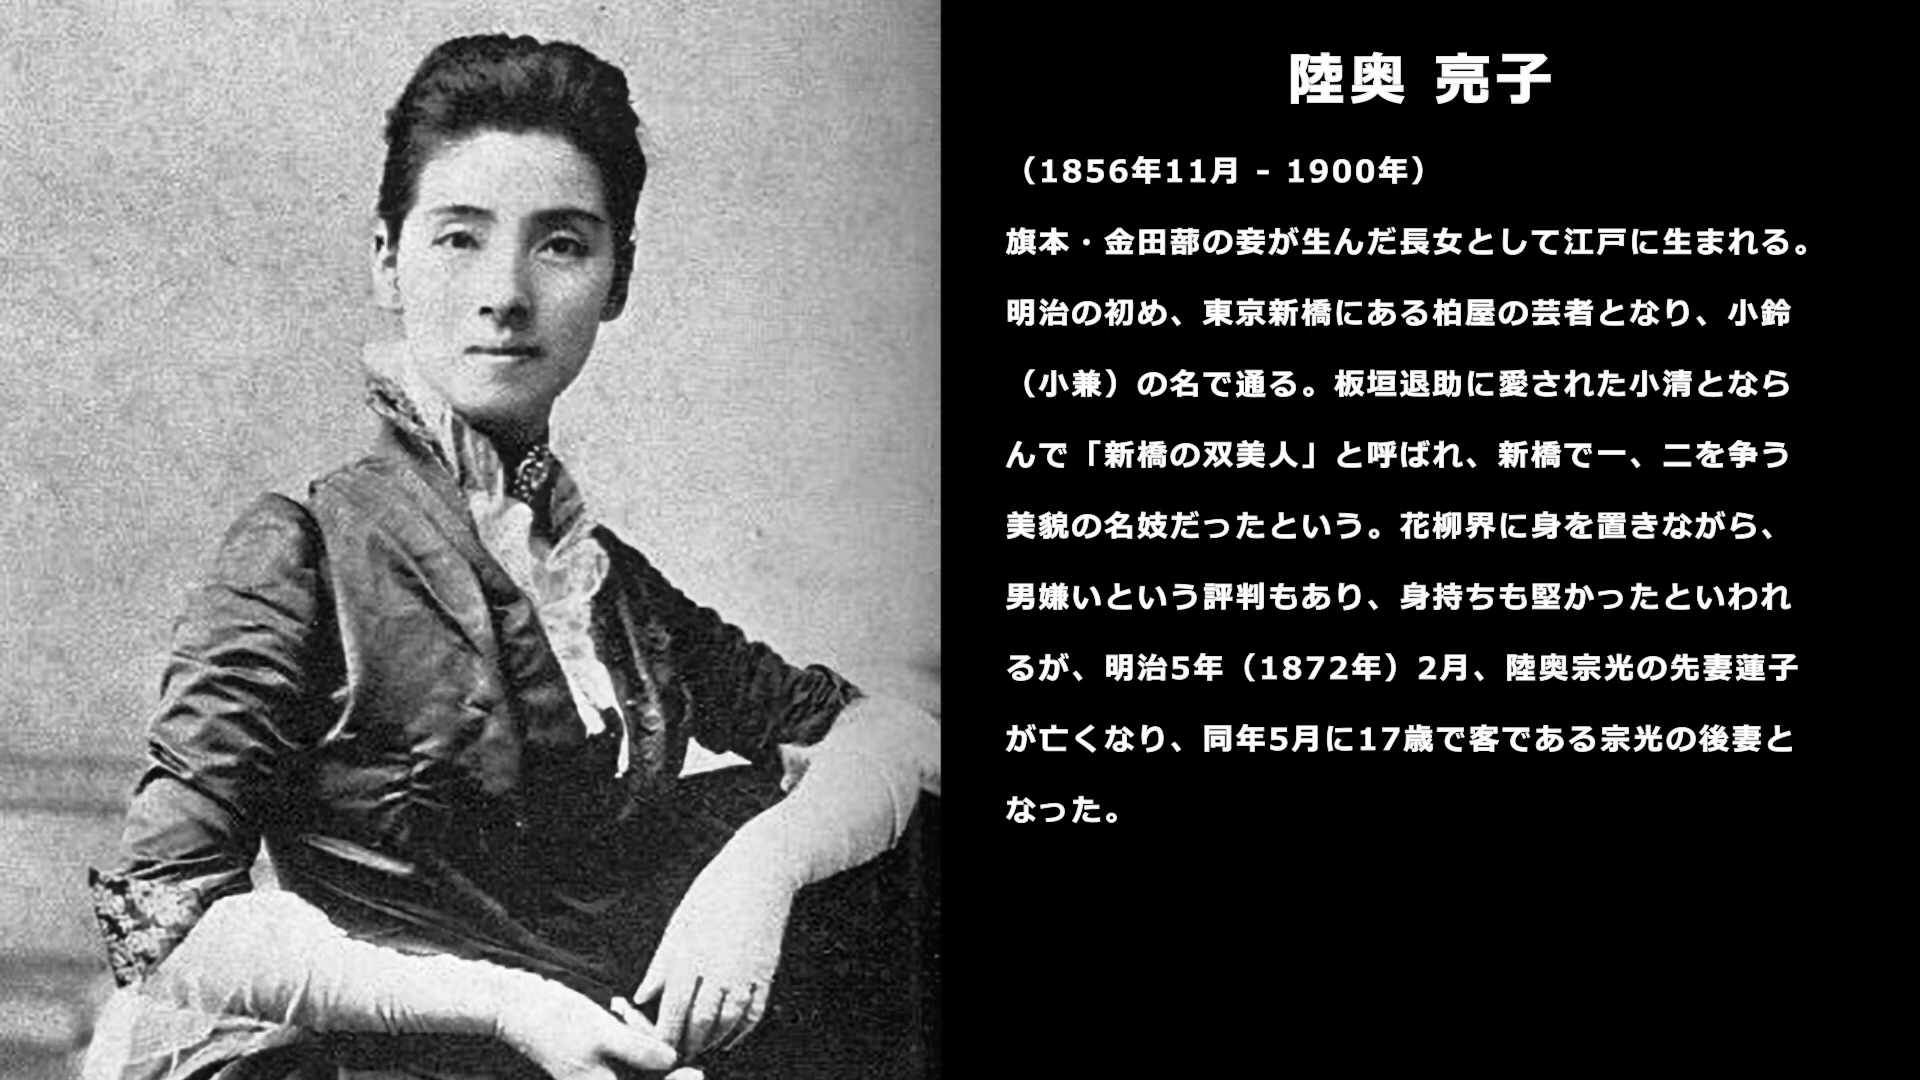 陸奥 亮子
（1856年11月 - 1900年）
旗本・金田蔀の妾が生んだ長女として江戸に生まれる。
明治の初め、東京新橋にある柏屋の芸者となり、小鈴
（小兼）の名で通る。板垣退助に愛された小清となら
んで「新橋の双美人」と呼ばれ、新橋で一、二を争う
美貌の名妓だったという。花柳界に身を置きながら、
男嫌いという評判もあり、身持ちも堅かったといわれ
るが、明治5年（1872年）2月、陸奥宗光の先妻蓮子
が亡くなり、同年5月に17歳で客である宗光の後妻と
なった。